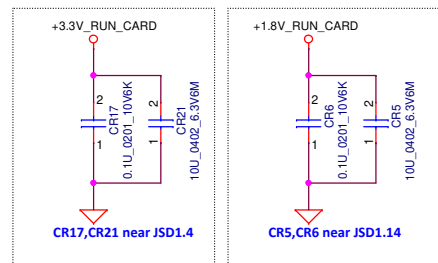 +3.3V_RUN_CARD
2
2
CR17
0.1U_0201_10V6K
CR21
10U_0402_6.3V6M
1
1
CR17,CR21 near JSD1.4
+1.8V_RUN_CARD
2
2
CR6
0.1U_0201_10V6K
CR5
10U_0402_6.3V6M
1
1
CR5,CR6 near JSD1.14